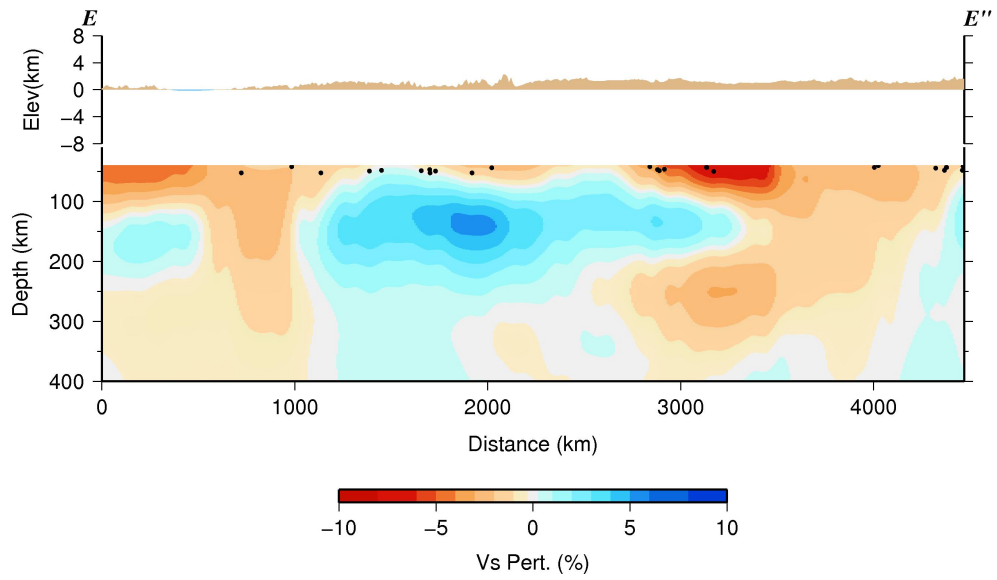 E E"
8
4
0
−4
−8
Elev(km)
100
200
300
400
Depth (km)
0 1000 2000 3000 4000
Distance (km)
−10 −5 0 5 10
Vs Pert. (%)